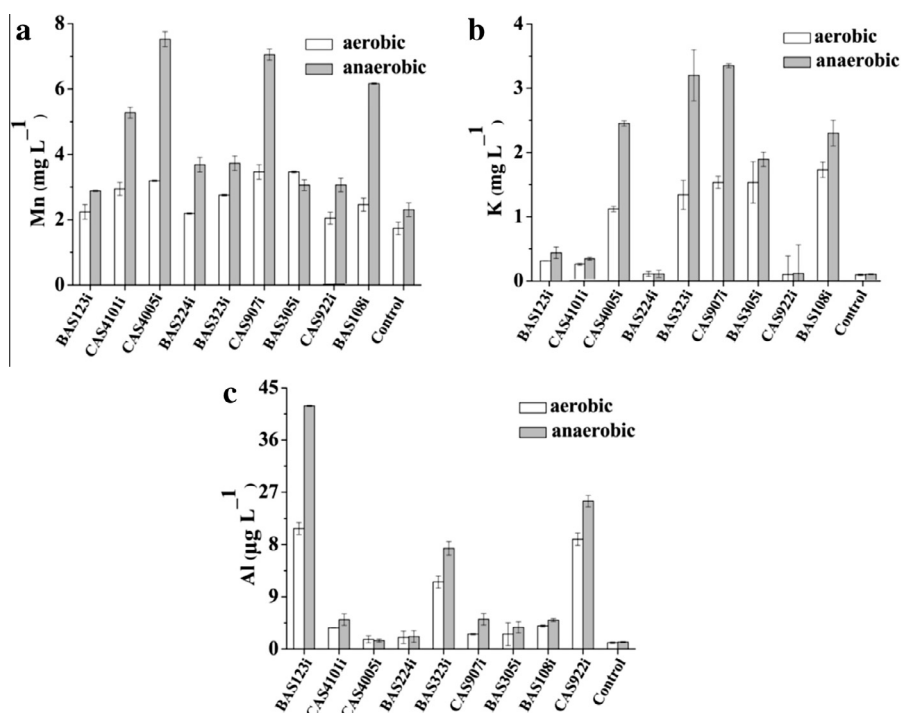 a
8
6
4
2
0
Mn (mg L−1)
aerobic
anaerobic
BAS123i
CAS4101i
CAS4005i
BAS224i
BAS323i
CAS907i
BAS305i
CAS922i
BAS108i
Control
b
4
3
2
1
0
K (mg L−1)
aerobic
anaerobic
BAS123i
CAS4101i
CAS4005i
BAS224i
BAS323i
CAS907i
BAS305i
CAS922i
BAS108i
Control
c
45
36
27
18
9
0
Al (µg L−1)
aerobic
anaerobic
BAS123i
CAS4101i
CAS4005i
BAS224i
BAS323i
CAS907i
BAS305i
BAS108i
CAS922i
Control